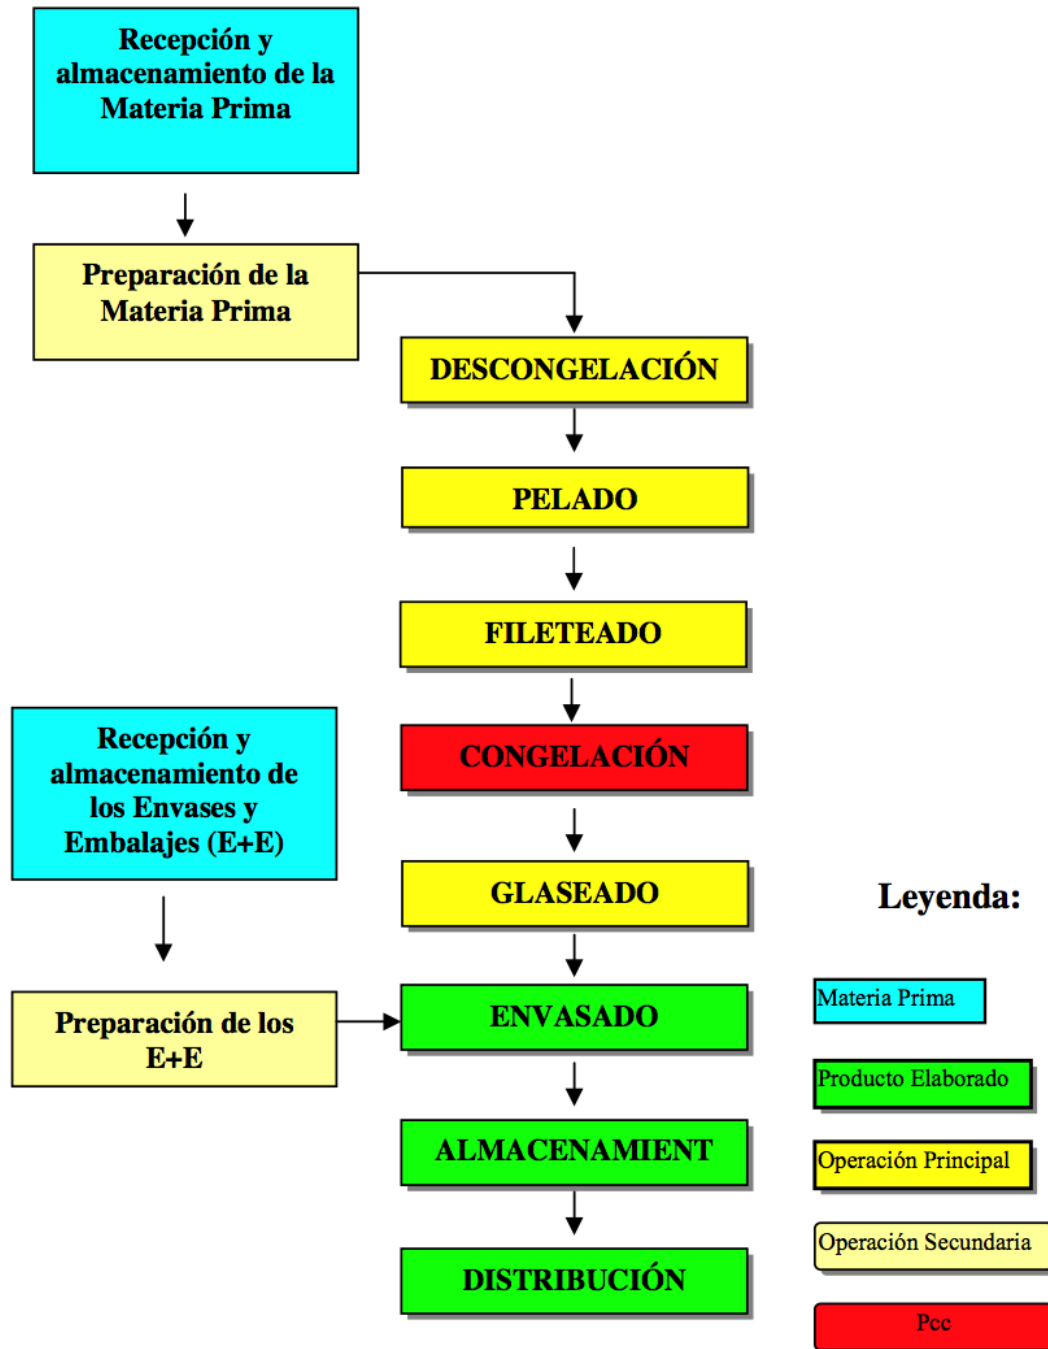 Recepción y
almacenamiento de la
Materia Prima
Preparación de la
Materia Prima
DESCONGELACIÓN
PELADO
FILETEADO
CONGELACIÓN
Recepción y
almacenamiento de
los Envases y
Embalajes (E+E)
GLASEADO
Preparación de los
E+E
ENVASADO
ALMACENAMIENT
DISTRIBUCIÓN
Leyenda:
Materia Prima
Producto Elaborado
Operación Principal
Operación Secundaria
Pcc